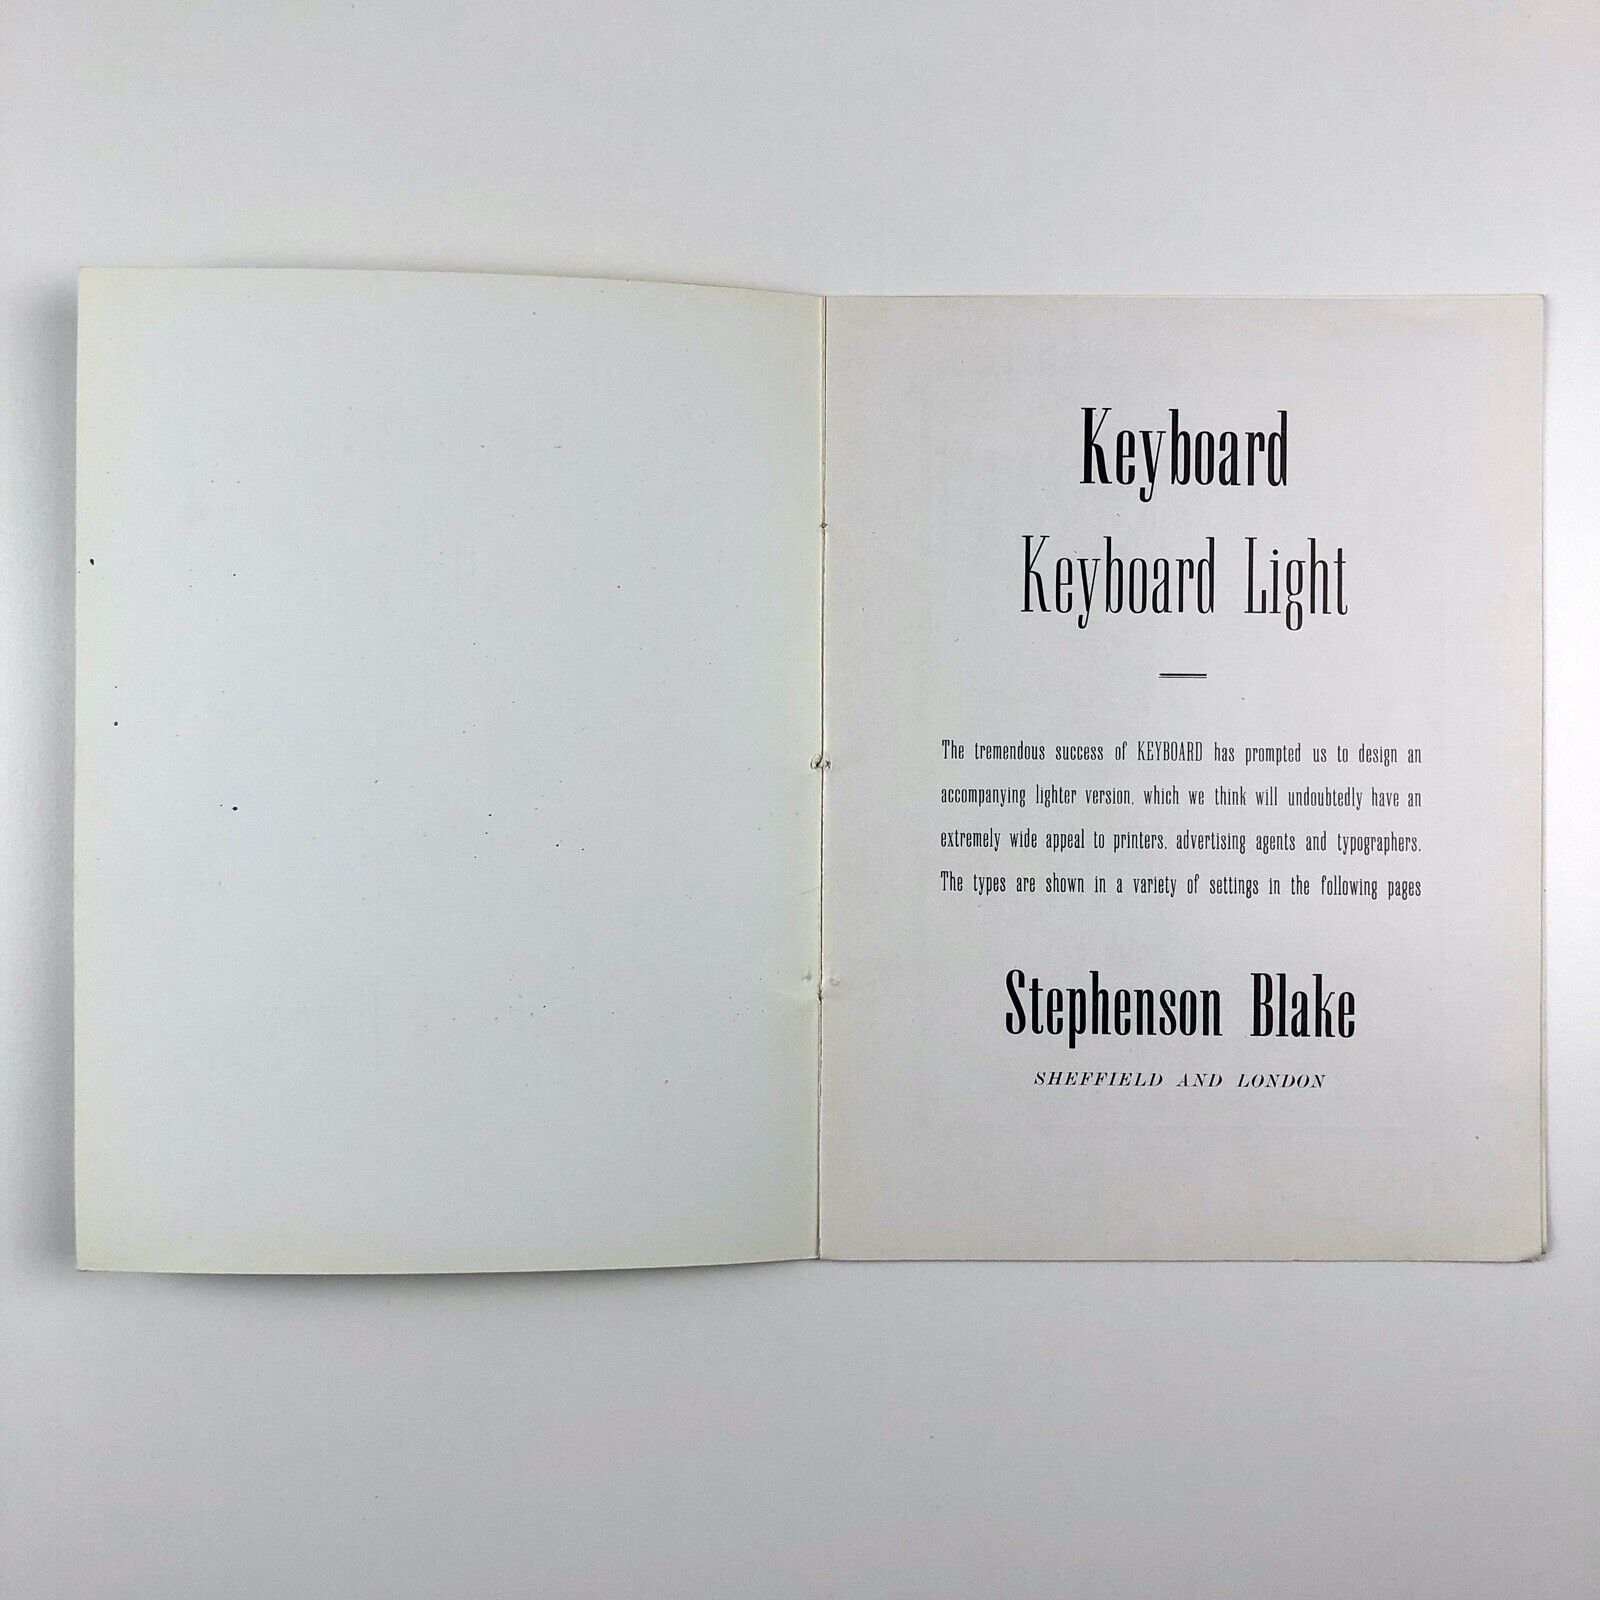 Keyboard
Keyboard Light
The tremendous success of KEYBOARD has prompted us to design an
accompanying lighter version, which we think will undoubtedly have an
extremely wide appeal to printers, advertising agents and typographers.
The types are shown in a variety of settings in the following pages
Stephenson Blake
SHEFFIELD AND LONDON